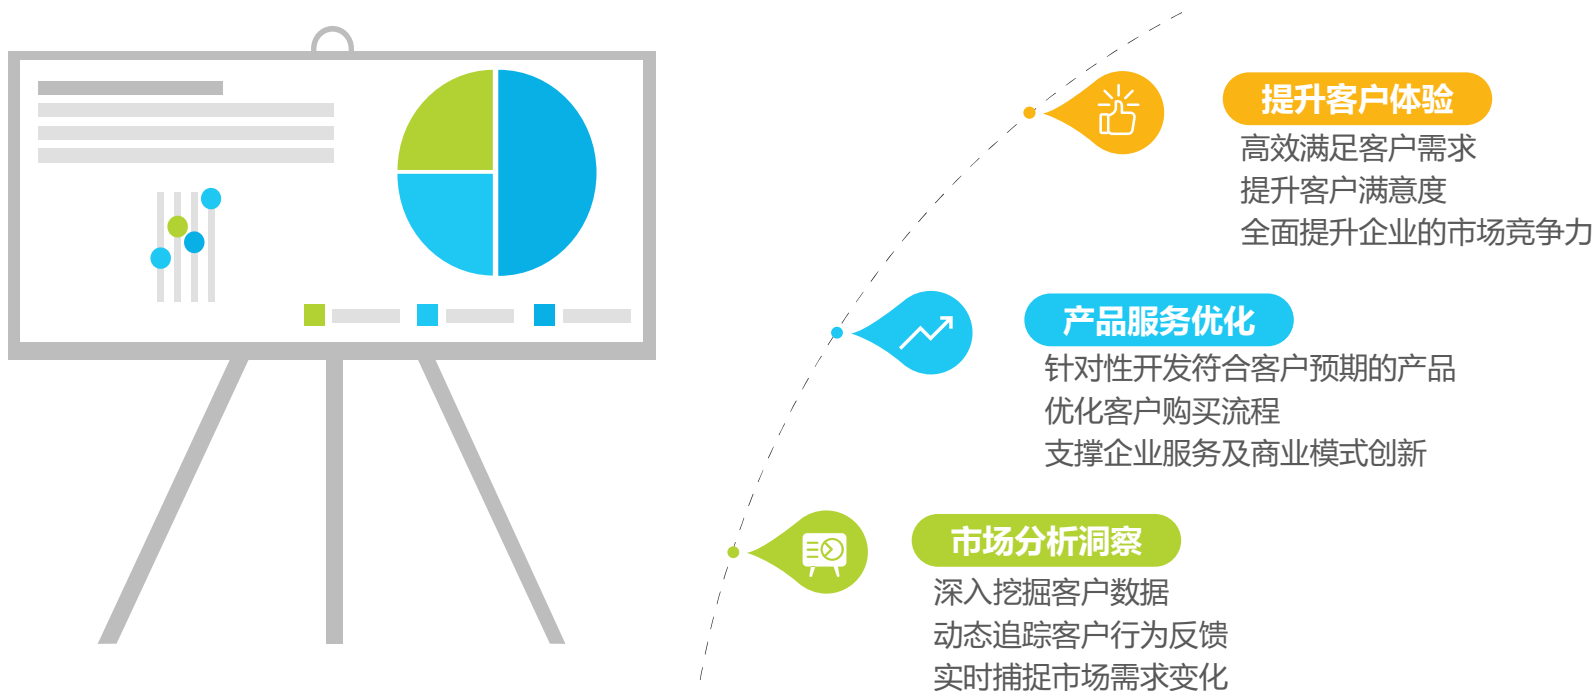 提升客户体验
高效满足客户需求
提升客户满意度
全面提升企业的市场竞争力
产品服务优化
针对性开发符合客户预期的产品
优化客户购买流程
支撑企业服务及商业模式创新
市场分析洞察
深入挖掘客户数据
动态追踪客户行为反馈
实时捕捉市场需求变化